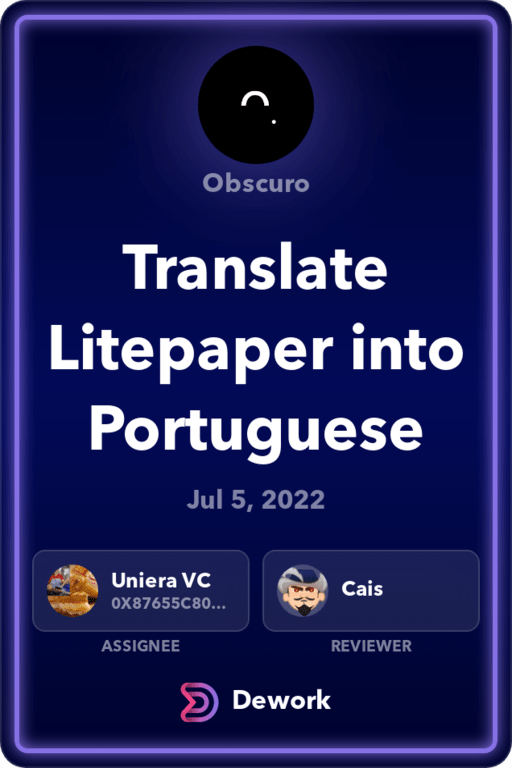 Obscuro
Translate
Litepaper into
Portuguese
Jul 5, 2022
Uniera VC
0X87655C80...
Cais
ASSIGNEE
REVIEWER
Dework